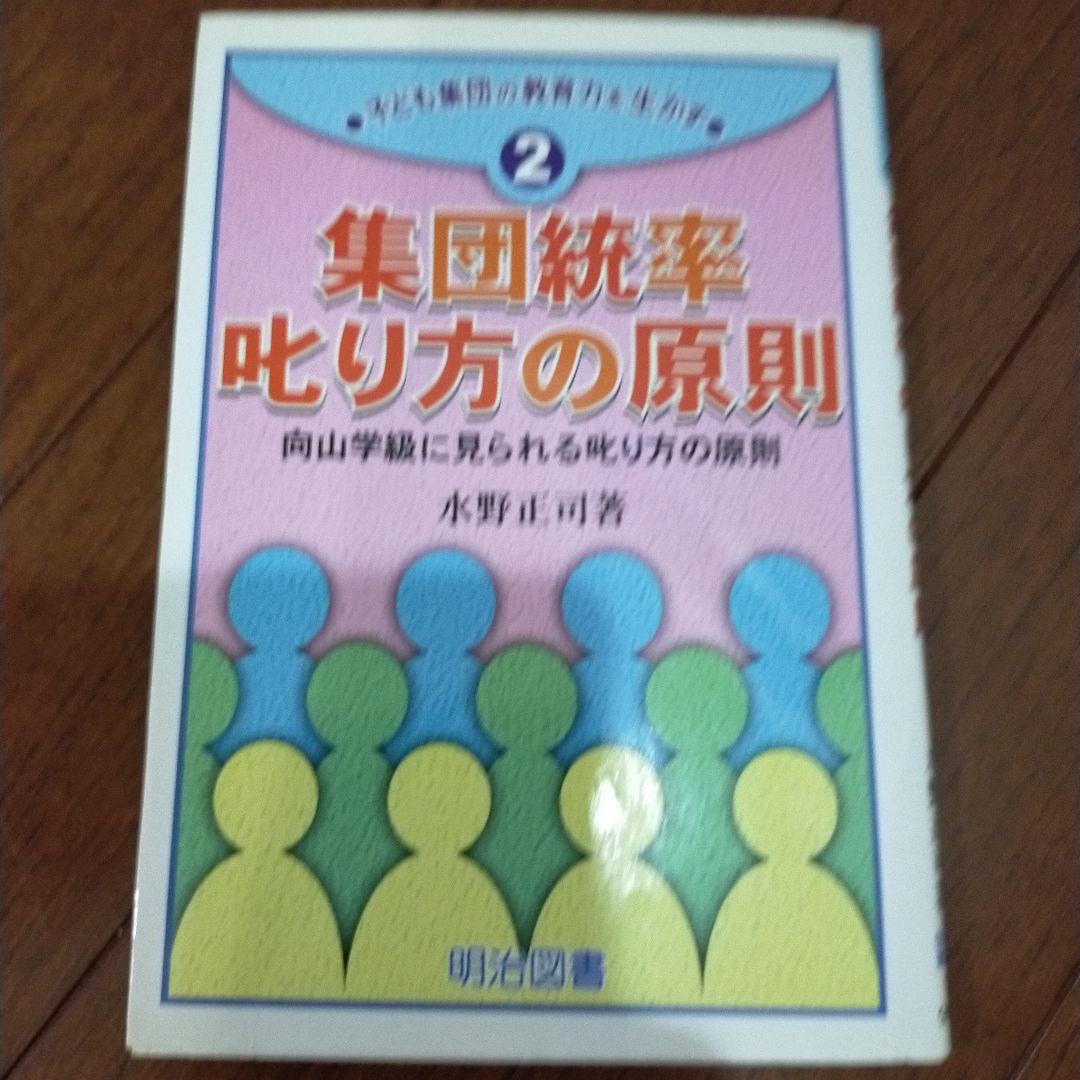 子ども集団の教育力を生かす
2
集団統率
叱り方の原則
向山学級に見られる叱り方の原則
水野正司著
明治図書